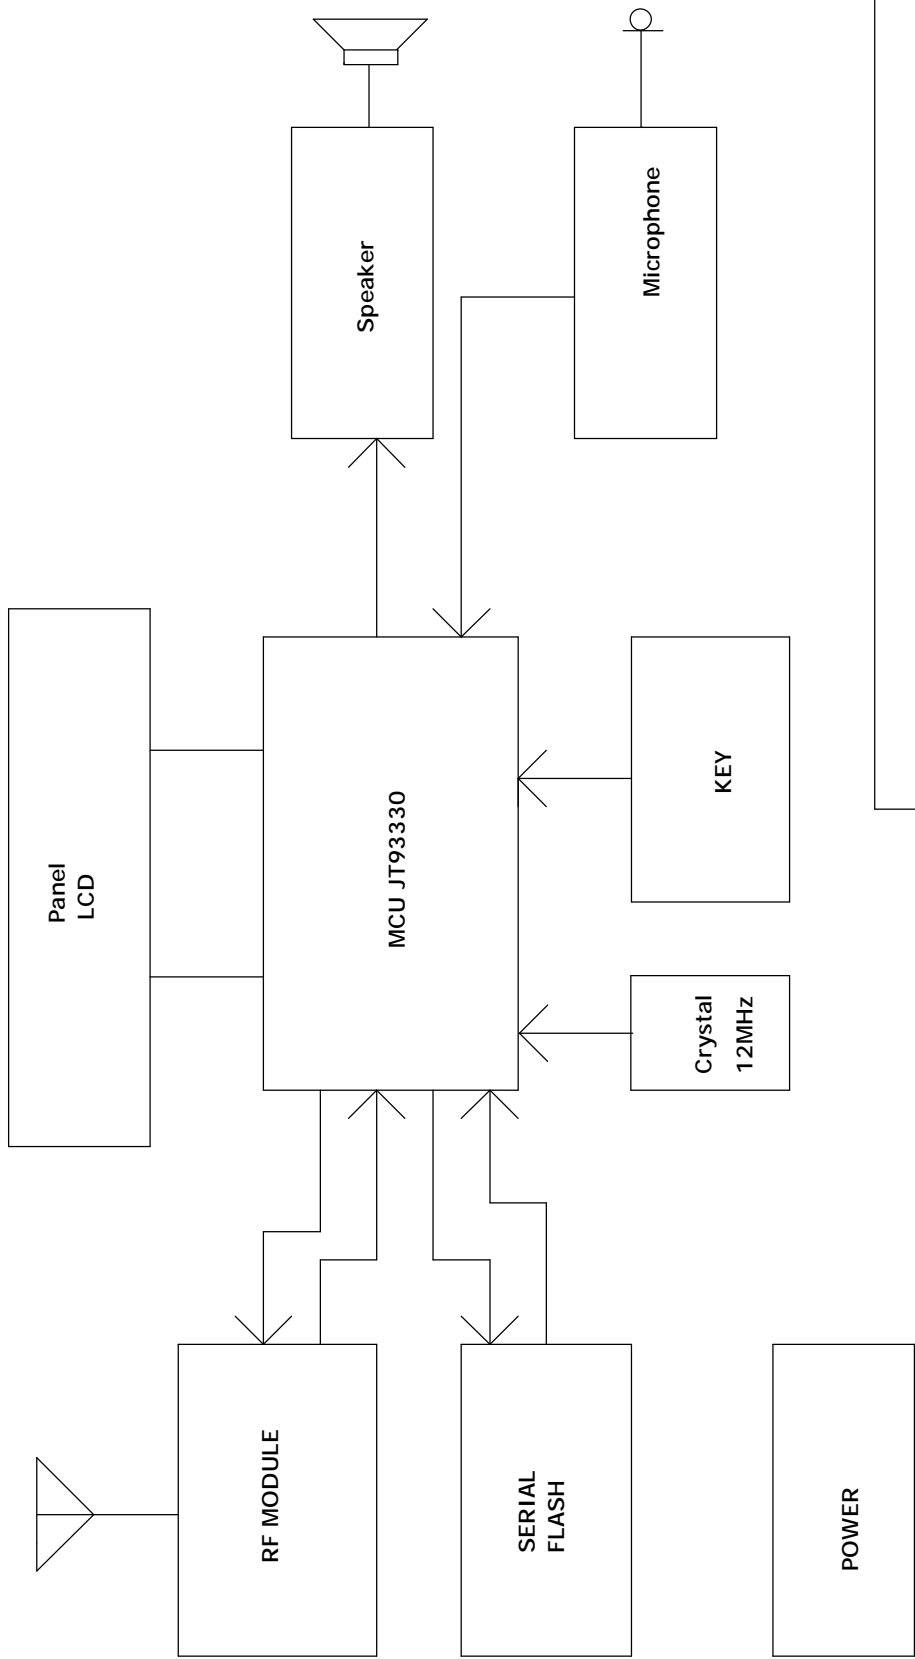 Panel
LCD
RF MODULE
MCU JT93330
Speaker
SERIAL
FLASH
Microphone
Crystal
12MHz
KEY
POWER